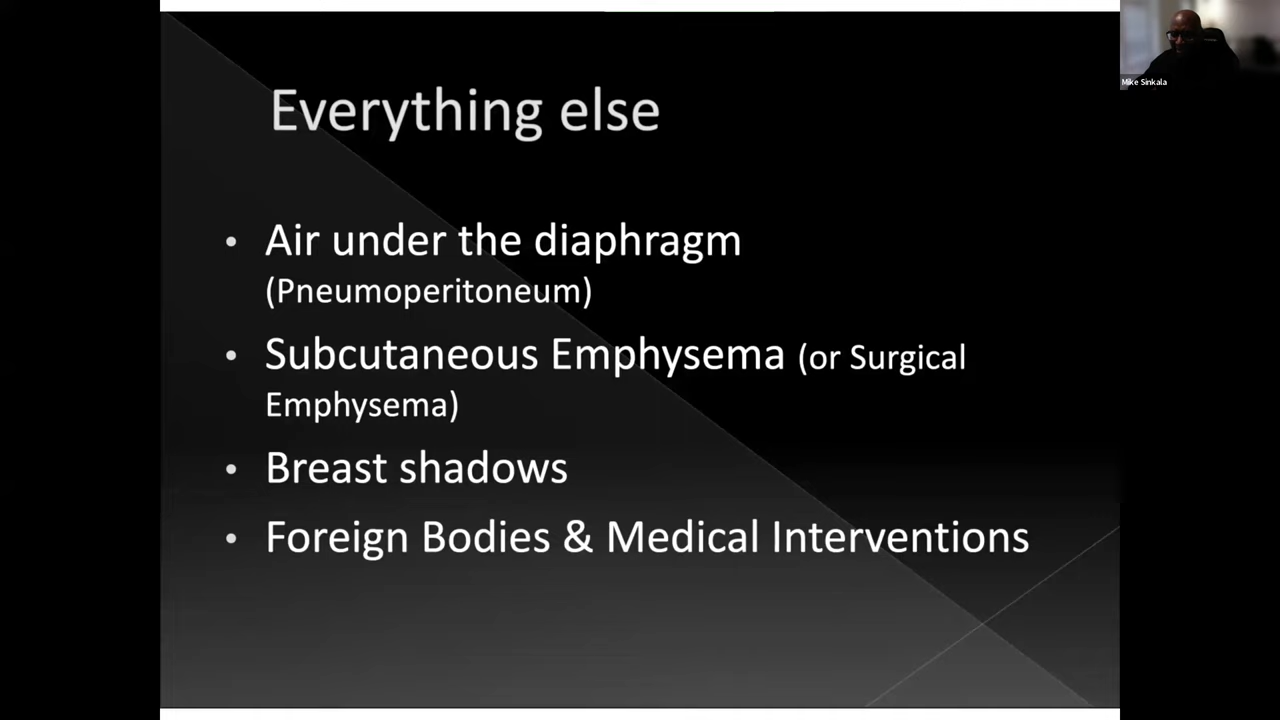 Everything else
• Air under the diaphragm
(Pneumoperitoneum)
• Subcutaneous Emphysema (or Surgical
Emphysema)
• Breast shadows
• Foreign Bodies & Medical Interventions
Mike Sinkala